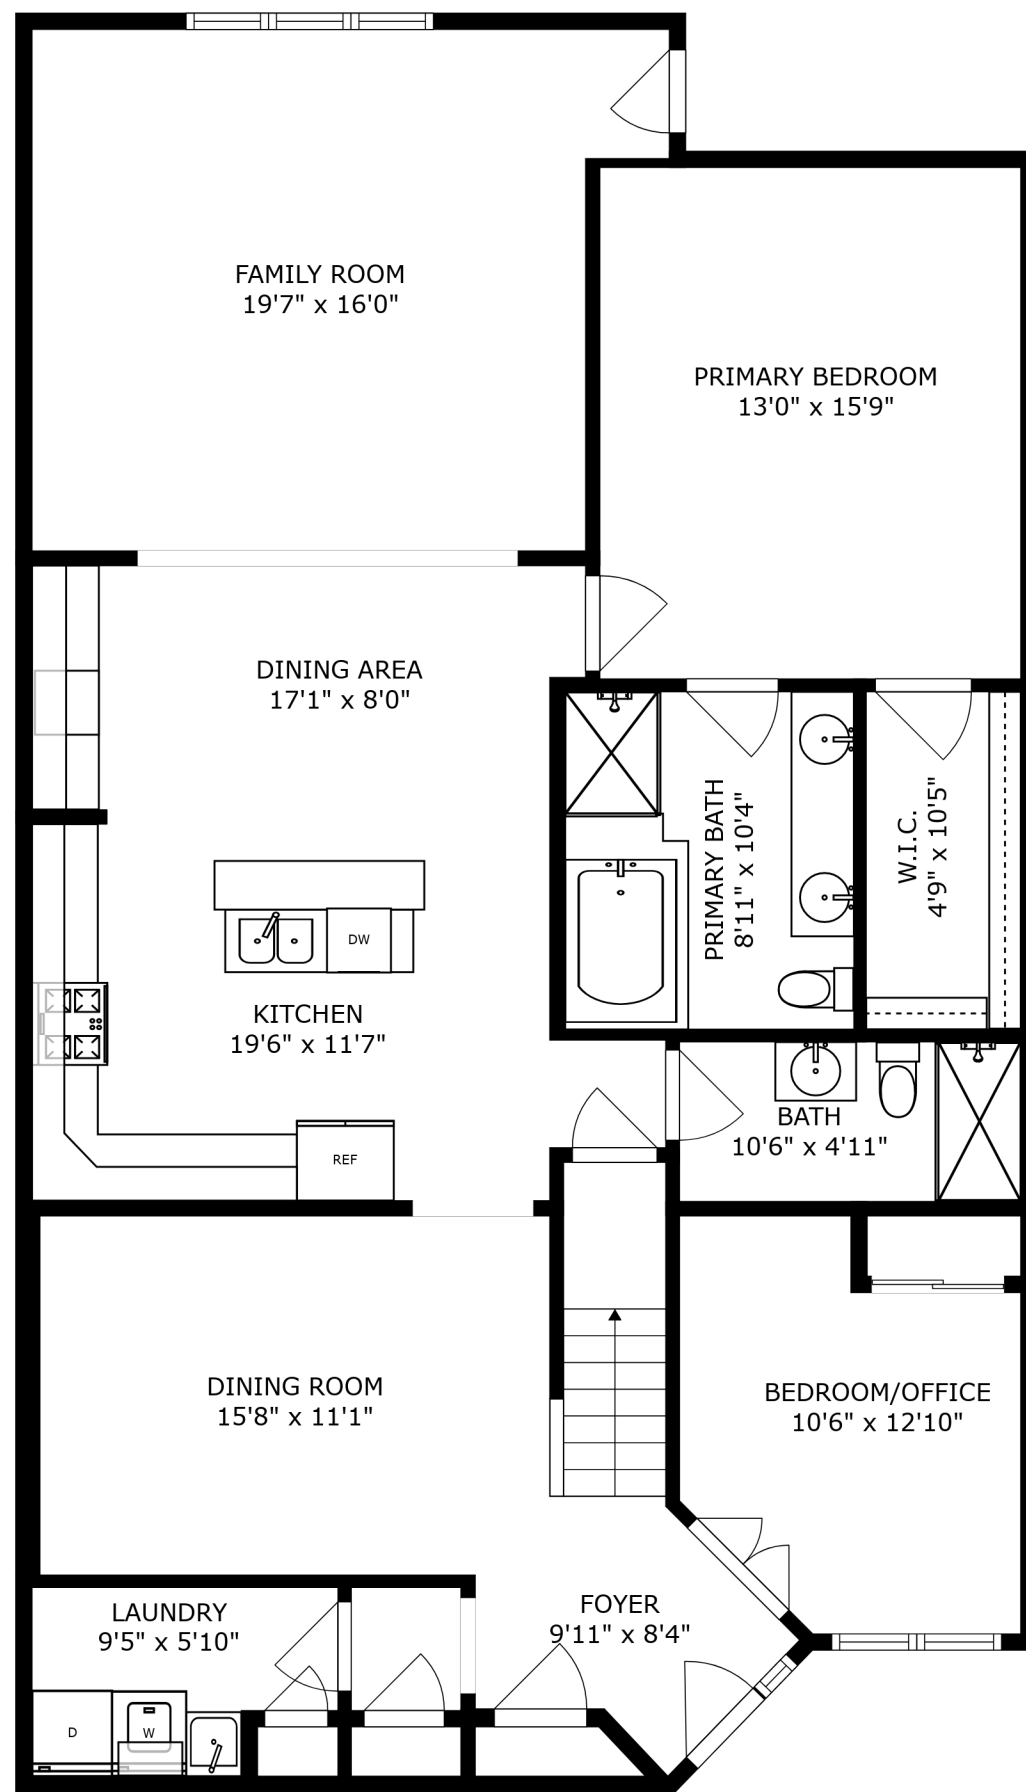 FAMILY ROOM
19'7" x 16'0"
PRIMARY BEDROOM
13'0" x 15'9"
DINING AREA
17'1" x 8'0"
PRIMARY BATH
8'11" x 10'4"
W.I.C.
4'9" x 10'5"
DW
KITCHEN
19'6" x 11'7"
BATH
10'6" x 4'11"
REF
DINING ROOM
15'8" x 11'1"
BEDROOM/OFFICE
10'6" x 12'10"
LAUNDRY
9'5" x 5'10"
FOYER
9'11" x 8'4"
D
W